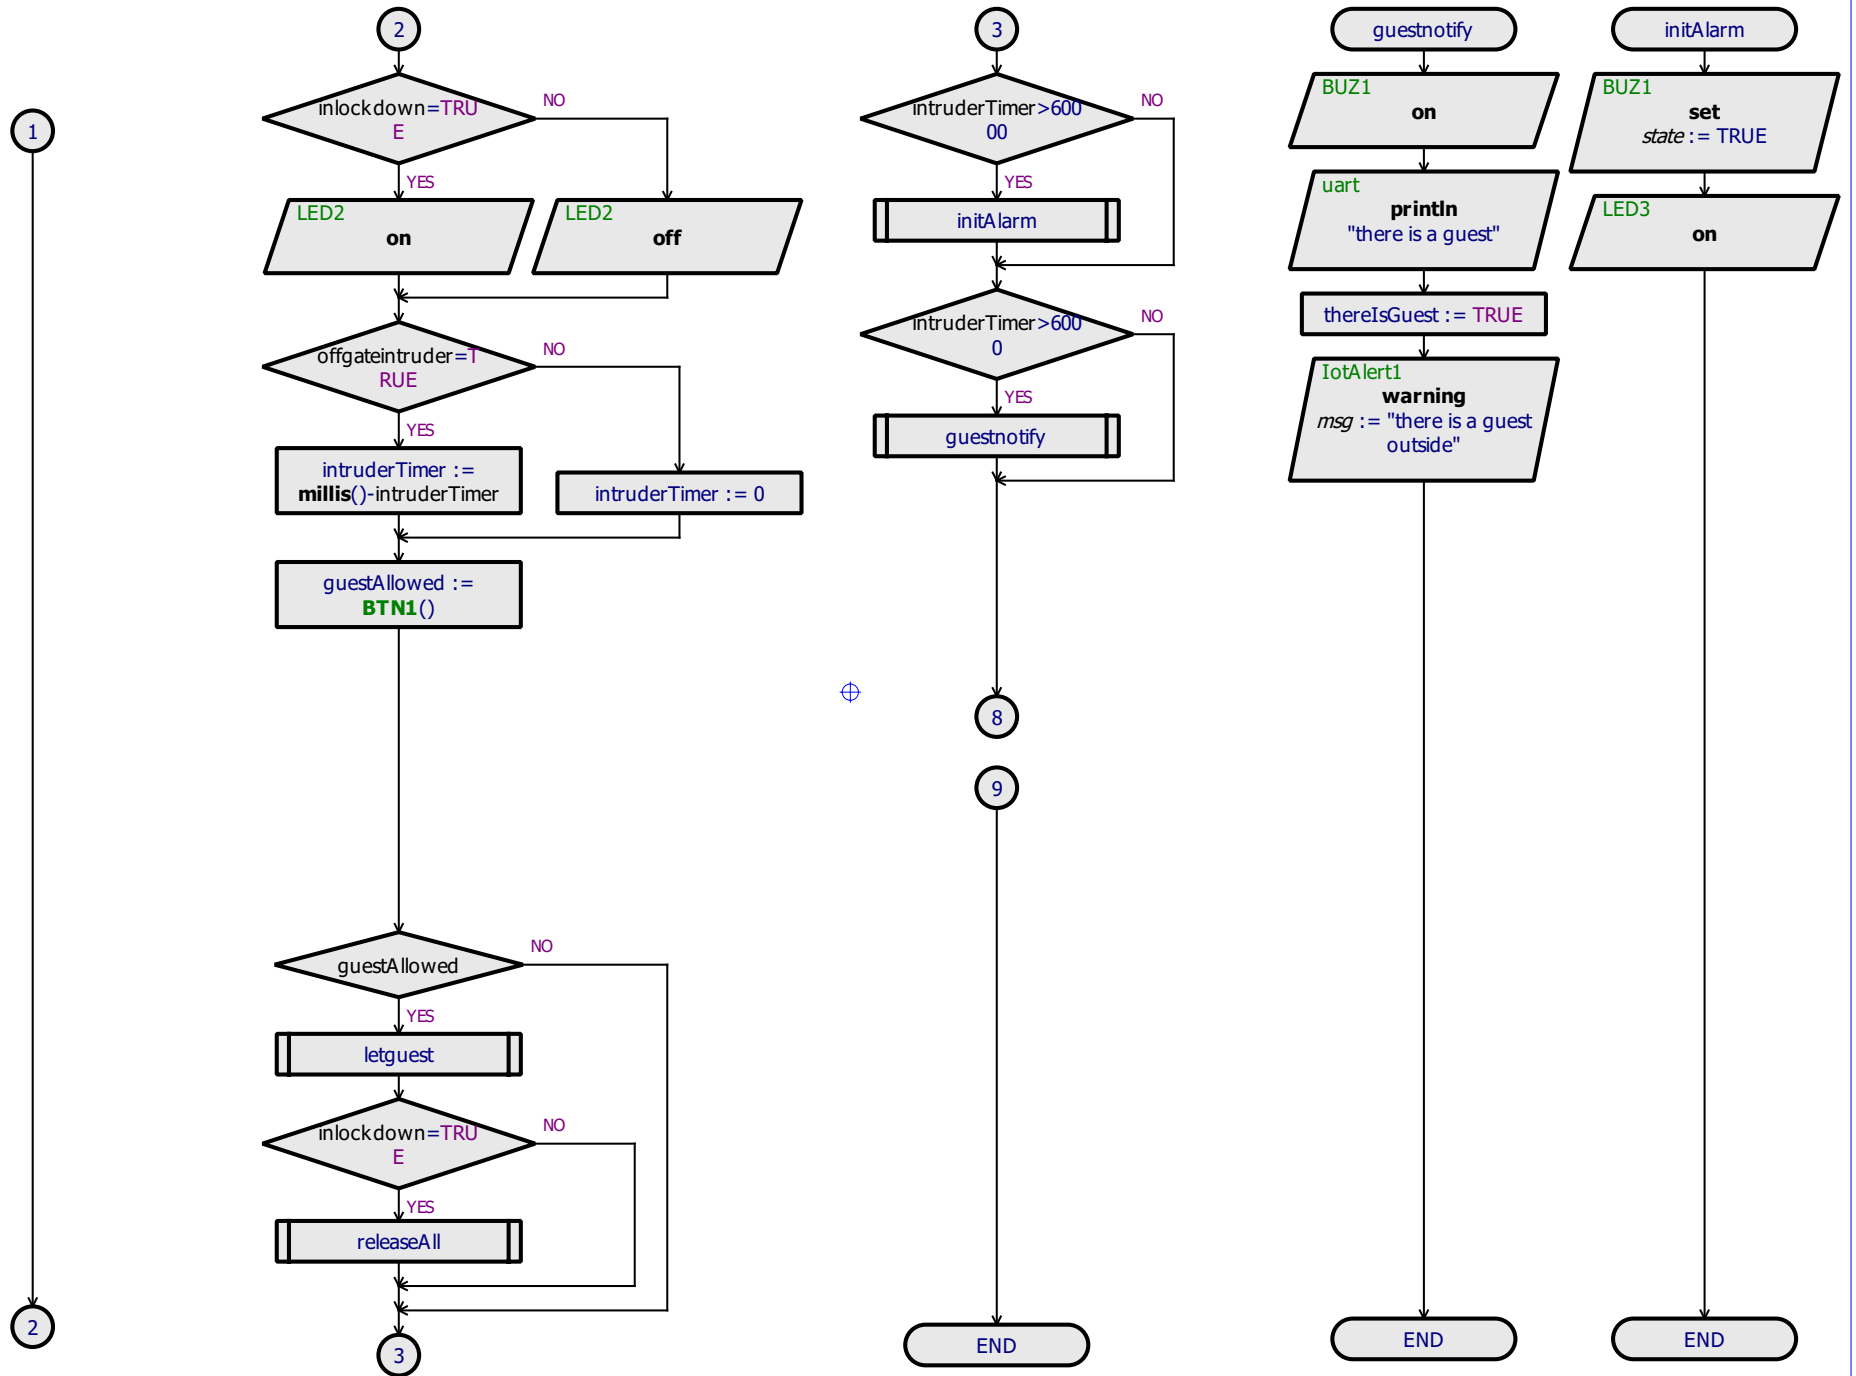 1
2
2
inlockdown=TRU
E
NO
YES
LED2
on
LED2
off
offgateintruder=T
RUE
NO
YES
intruderTimer :=
millis()-intruderTimer
intruderTimer := 0
guestAllowed :=
BTN1()
guestAllowed
NO
YES
letguest
inlockdown=TRU
E
NO
YES
releaseAll
3
3
intruderTimer>600
00
NO
YES
initAlarm
intruderTimer>600
0
NO
YES
guestnotify
8
9
END
guestnotify
BUZ1
on
uart
println
"there is a guest"
thereIsGuest := TRUE
IotAlert1
warning
msg := "there is a guest
outside"
END
initAlarm
BUZ1
set
state := TRUE
LED3
on
END